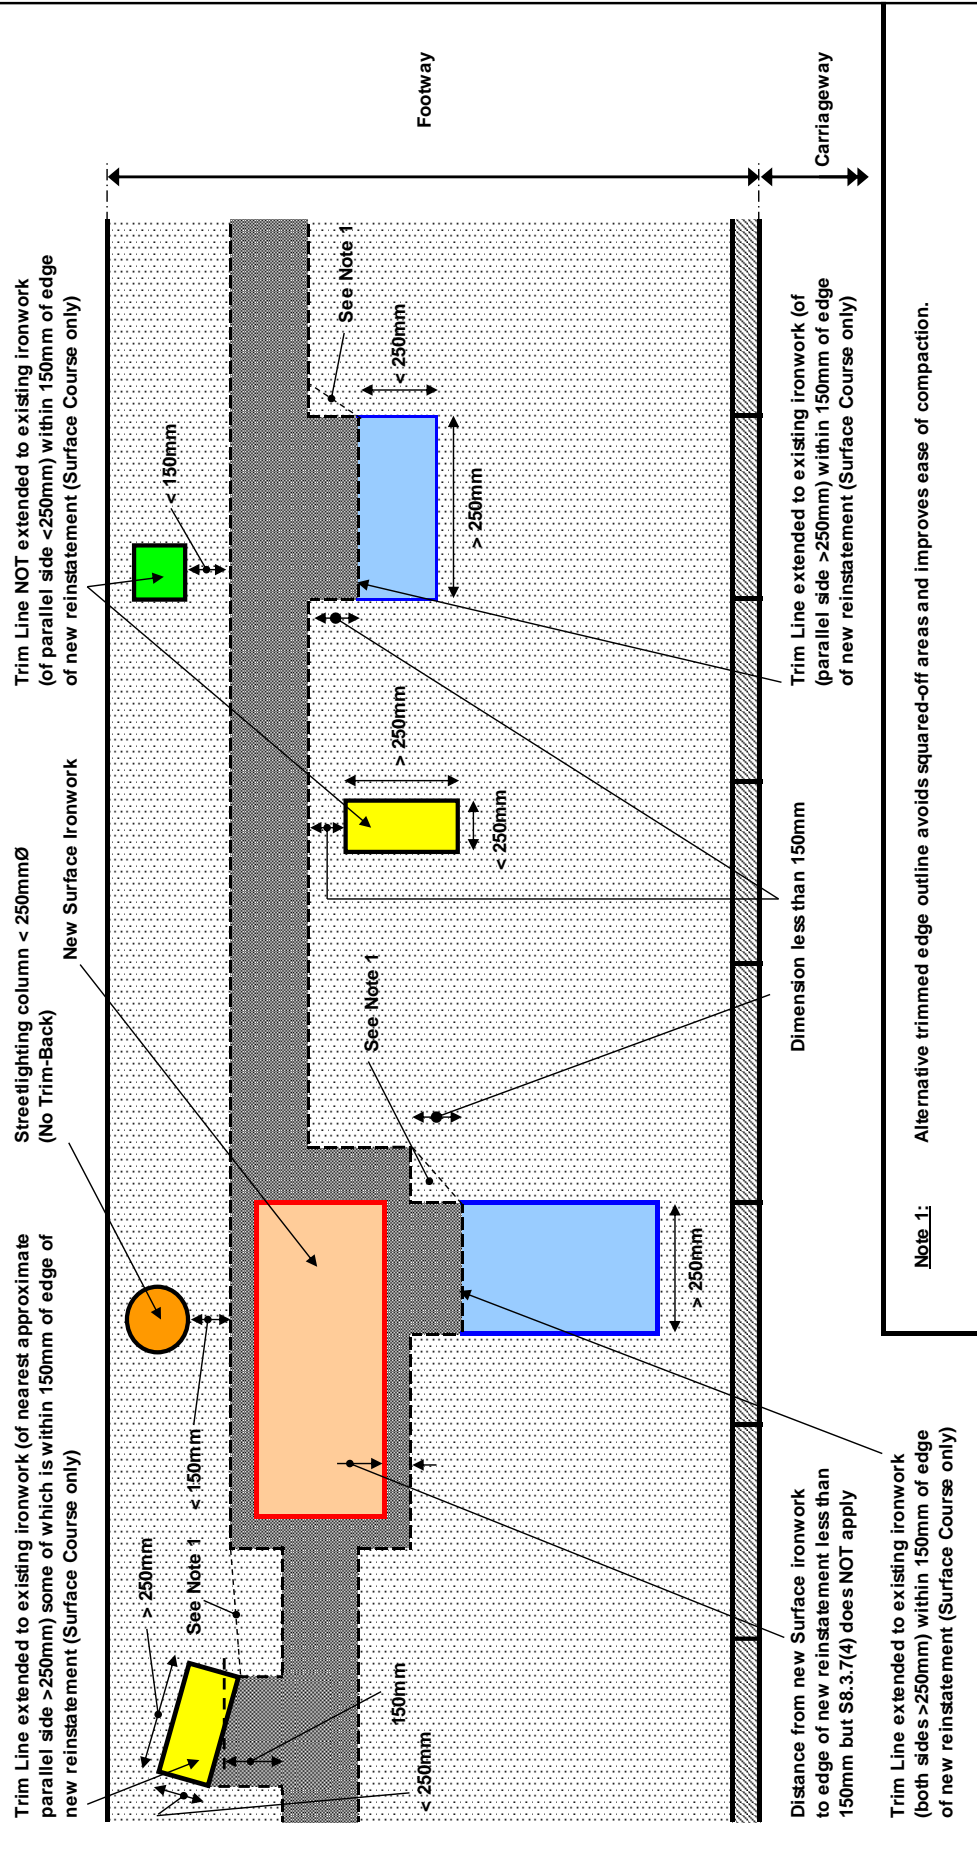 Trim Line extended to existing ironwork (of nearest approximate
parallel side >250mm) some of which is within 150mm of edge of
new reinstatement (Surface Course only)
Streetlighting column < 250mmØ
(No Trim-Back)
New Surface Ironwork
Trim Line NOT extended to existing ironwork
(of parallel side <250mm) within 150mm of edge
of new reinstatement (Surface Course only)
> 250mm
See Note 1
< 150mm
< 150mm
150mm
< 250mm
See Note 1
> 250mm
> 250mm
< 250mm
See Note 1
< 250mm
> 250mm
Footway
Carriageway
Distance from new Surface ironwork
to edge of new reinstatement less than
150mm but S8.3.7(4) does NOT apply
Dimension less than 150mm
Trim Line extended to existing ironwork (of
(parallel side >250mm) within 150mm of edge
of new reinstatement (Surface Course only)
Trim Line extended to existing ironwork
(both sides >250mm) within 150mm of edge
of new reinstatement (Surface Course only)
Note 1: Alternative trimmed edge outline avoids squared-off areas and improves ease of compaction.